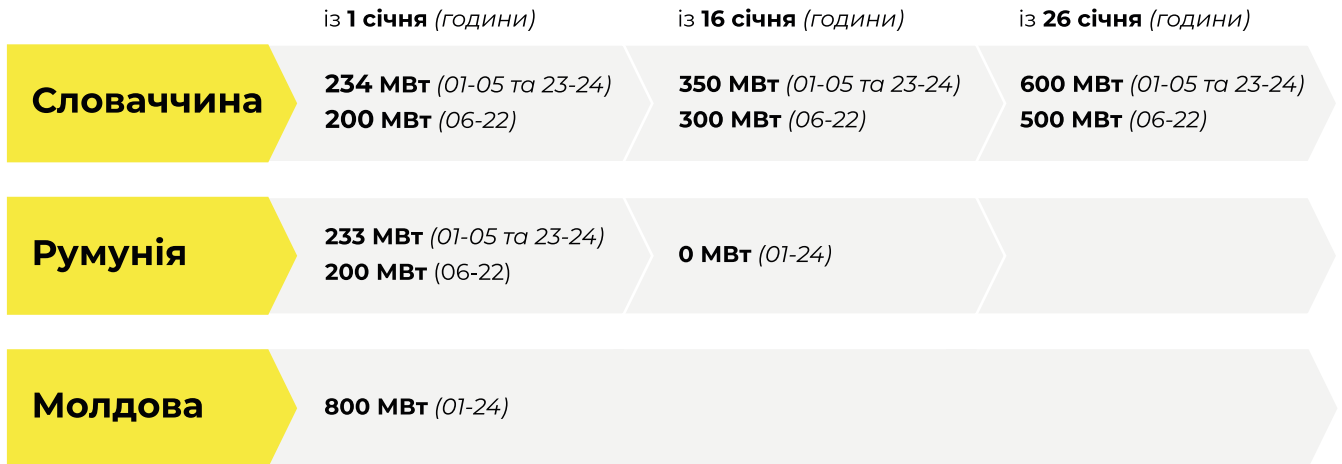 із 1 січня (години)
із 16 січня (години)
із 26 січня (години)
Словаччина
234 МВт (01-05 та 23-24)
200 МВт (06-22)
350 МВт (01-05 та 23-24)
300 МВт (06-22)
600 МВт (01-05 та 23-24)
500 МВт (06-22)
Румунія
233 МВт (01-05 та 23-24)
200 МВт (06-22)
0 МВт (01-24)
Молдова
800 МВт (01-24)